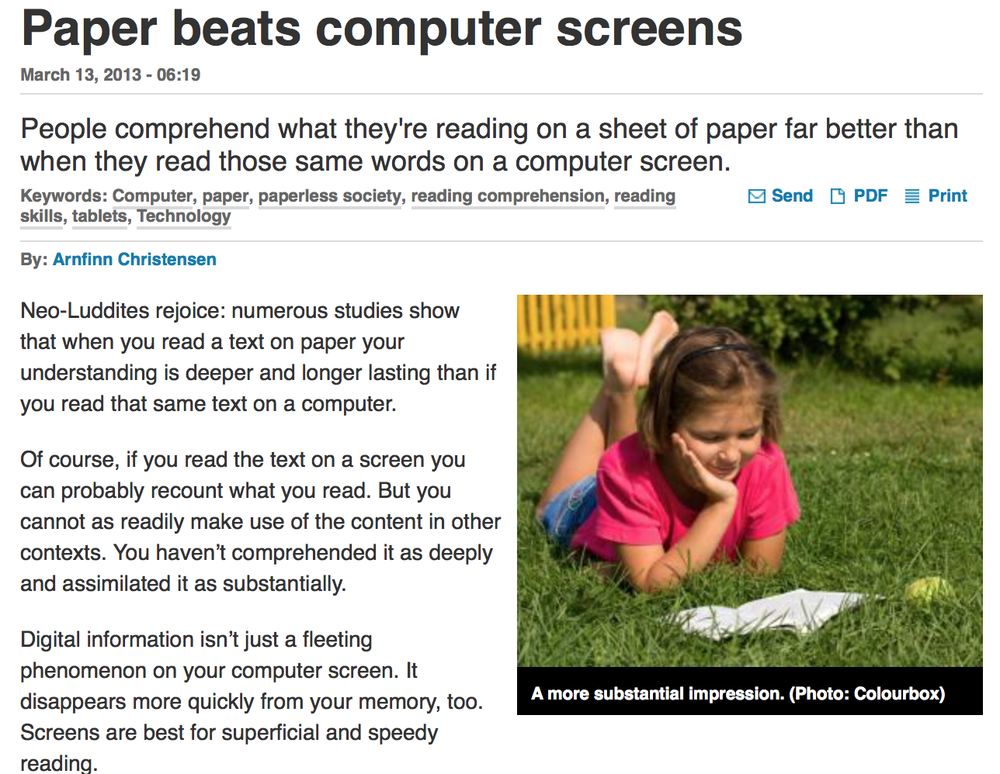 Paper beats computer screens
March 13, 2013 - 06:19
People comprehend what they're reading on a sheet of paper far better than
when they read those same words on a computer screen.
Keywords: Computer, paper, paperless society, reading comprehension, reading
skills, tablets, Technology
Send PDF Print
By: Arnfinn Christensen
Neo-Luddites rejoice: numerous studies show
that when you read a text on paper your
understanding is deeper and longer lasting than if
you read that same text on a computer.
Of course, if you read the text on a screen you
can probably recount what you read. But you
cannot as readily make use of the content in other
contexts. You haven’t comprehended it as deeply
and assimilated it as substantially.
Digital information isn’t just a fleeting
phenomenon on your computer screen. It
disappears more quickly from your memory, too.
Screens are best for superficial and speedy
reading.
A more substantial impression. (Photo: Colourbox)